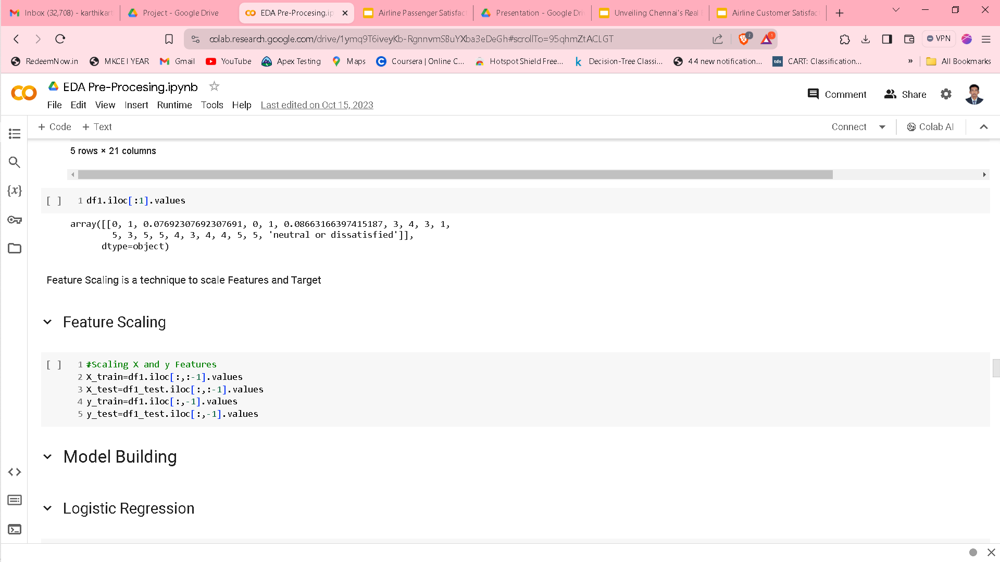 Inbox (32,708) - karthikart
Project - Google Drive
EDA Pre-Procesing.ip
Airline Passenger Satisfac
Presentation - Google Dri
Unveiling Chennai's Real
Airline Customer Satisfact
colab.research.google.com/drive/1ymq9T6iveyKb-RgnnvmSBuYXba3eDeGh#scrollTo=95qhmZtACLGT
2
1
VPN
RedeemNow.in
MKCE I YEAR
Gmail
YouTube
Apex Testing
Maps
Coursera | Online C...
Hotspot Shield Free...
Decision-Tree Classi...
4 4 new notification...
tds
CART: Classification...
»
All Bookmarks
EDA Pre-Procesing.ipynb
Comment
Share
File Edit View Insert Runtime Tools Help Last edited on Oct 15, 2023
+ Code + Text
Connect
Colab AI
5 rows × 21 columns
{x}
[ ] 1 df1.iloc[:1].values
array([[0, 1, 0.07692307692307691, 0, 1, 0.08663166397415187, 3, 4, 3, 1,
5, 3, 5, 5, 4, 3, 4, 4, 5, 5, 'neutral or dissatisfied']],
dtype=object)
Feature Scaling is a technique to scale Features and Target
Feature Scaling
[ ] 1 #Scaling X and y Features
2 X_train=df1.iloc[:,:-1].values
3 X_test=df1_test.iloc[:,:-1].values
4 y_train=df1.iloc[:,-1].values
5 y_test=df1_test.iloc[:,-1].values
Model Building
Logistic Regression